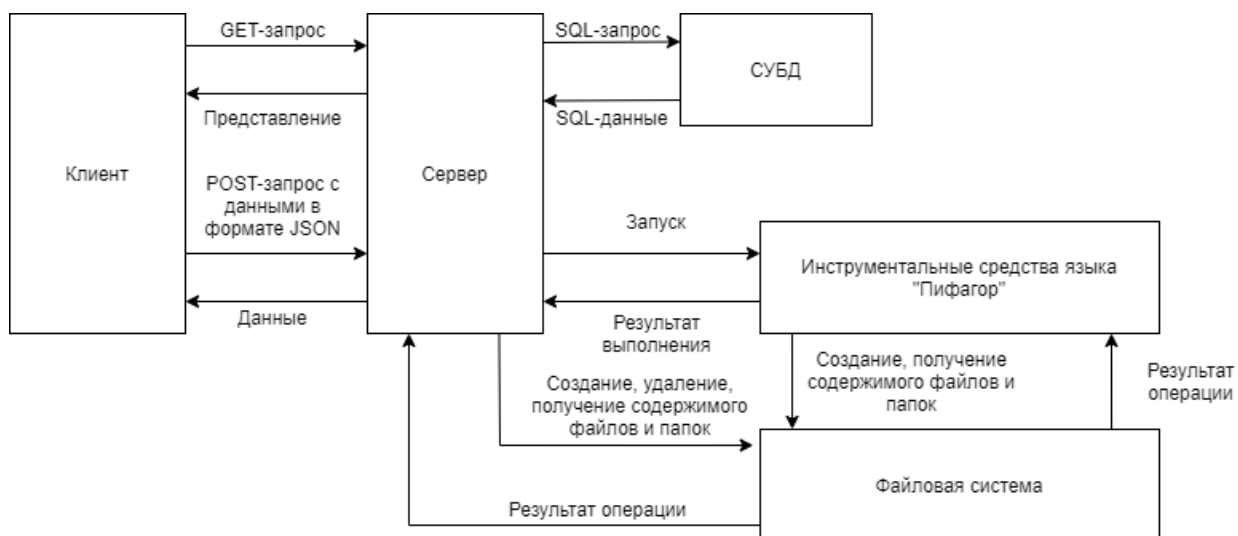 GET-запрос
SQL-запрос
СУБД
Представление
SQL-данные
Клиент
Сервер
POST-запрос с
данными в
формате JSON
Запуск
Инструментальные средства языка
"Пифагор"
Данные
Результат
выполнения
Создание, получение
содержимого файлов и
папок
Результат
операции
Создание, удаление,
получение содержимого
файлов и папок
Файловая система
Результат операции